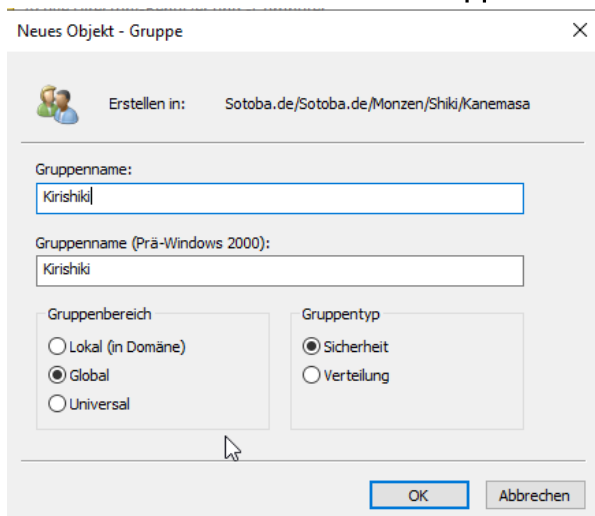 Neues Objekt - Gruppe
Erstellen in: Sotoba.de/Sotoba.de/Monzen/Shiki/Kanemasa
Gruppenname:
Kirishiki
Gruppenname (Prä-Windows 2000):
Kirishiki
Gruppenbereich
Lokal (in Domäne)
Global
Universal
Gruppentyp
Sicherheit
Verteilung
OK Abbrechen